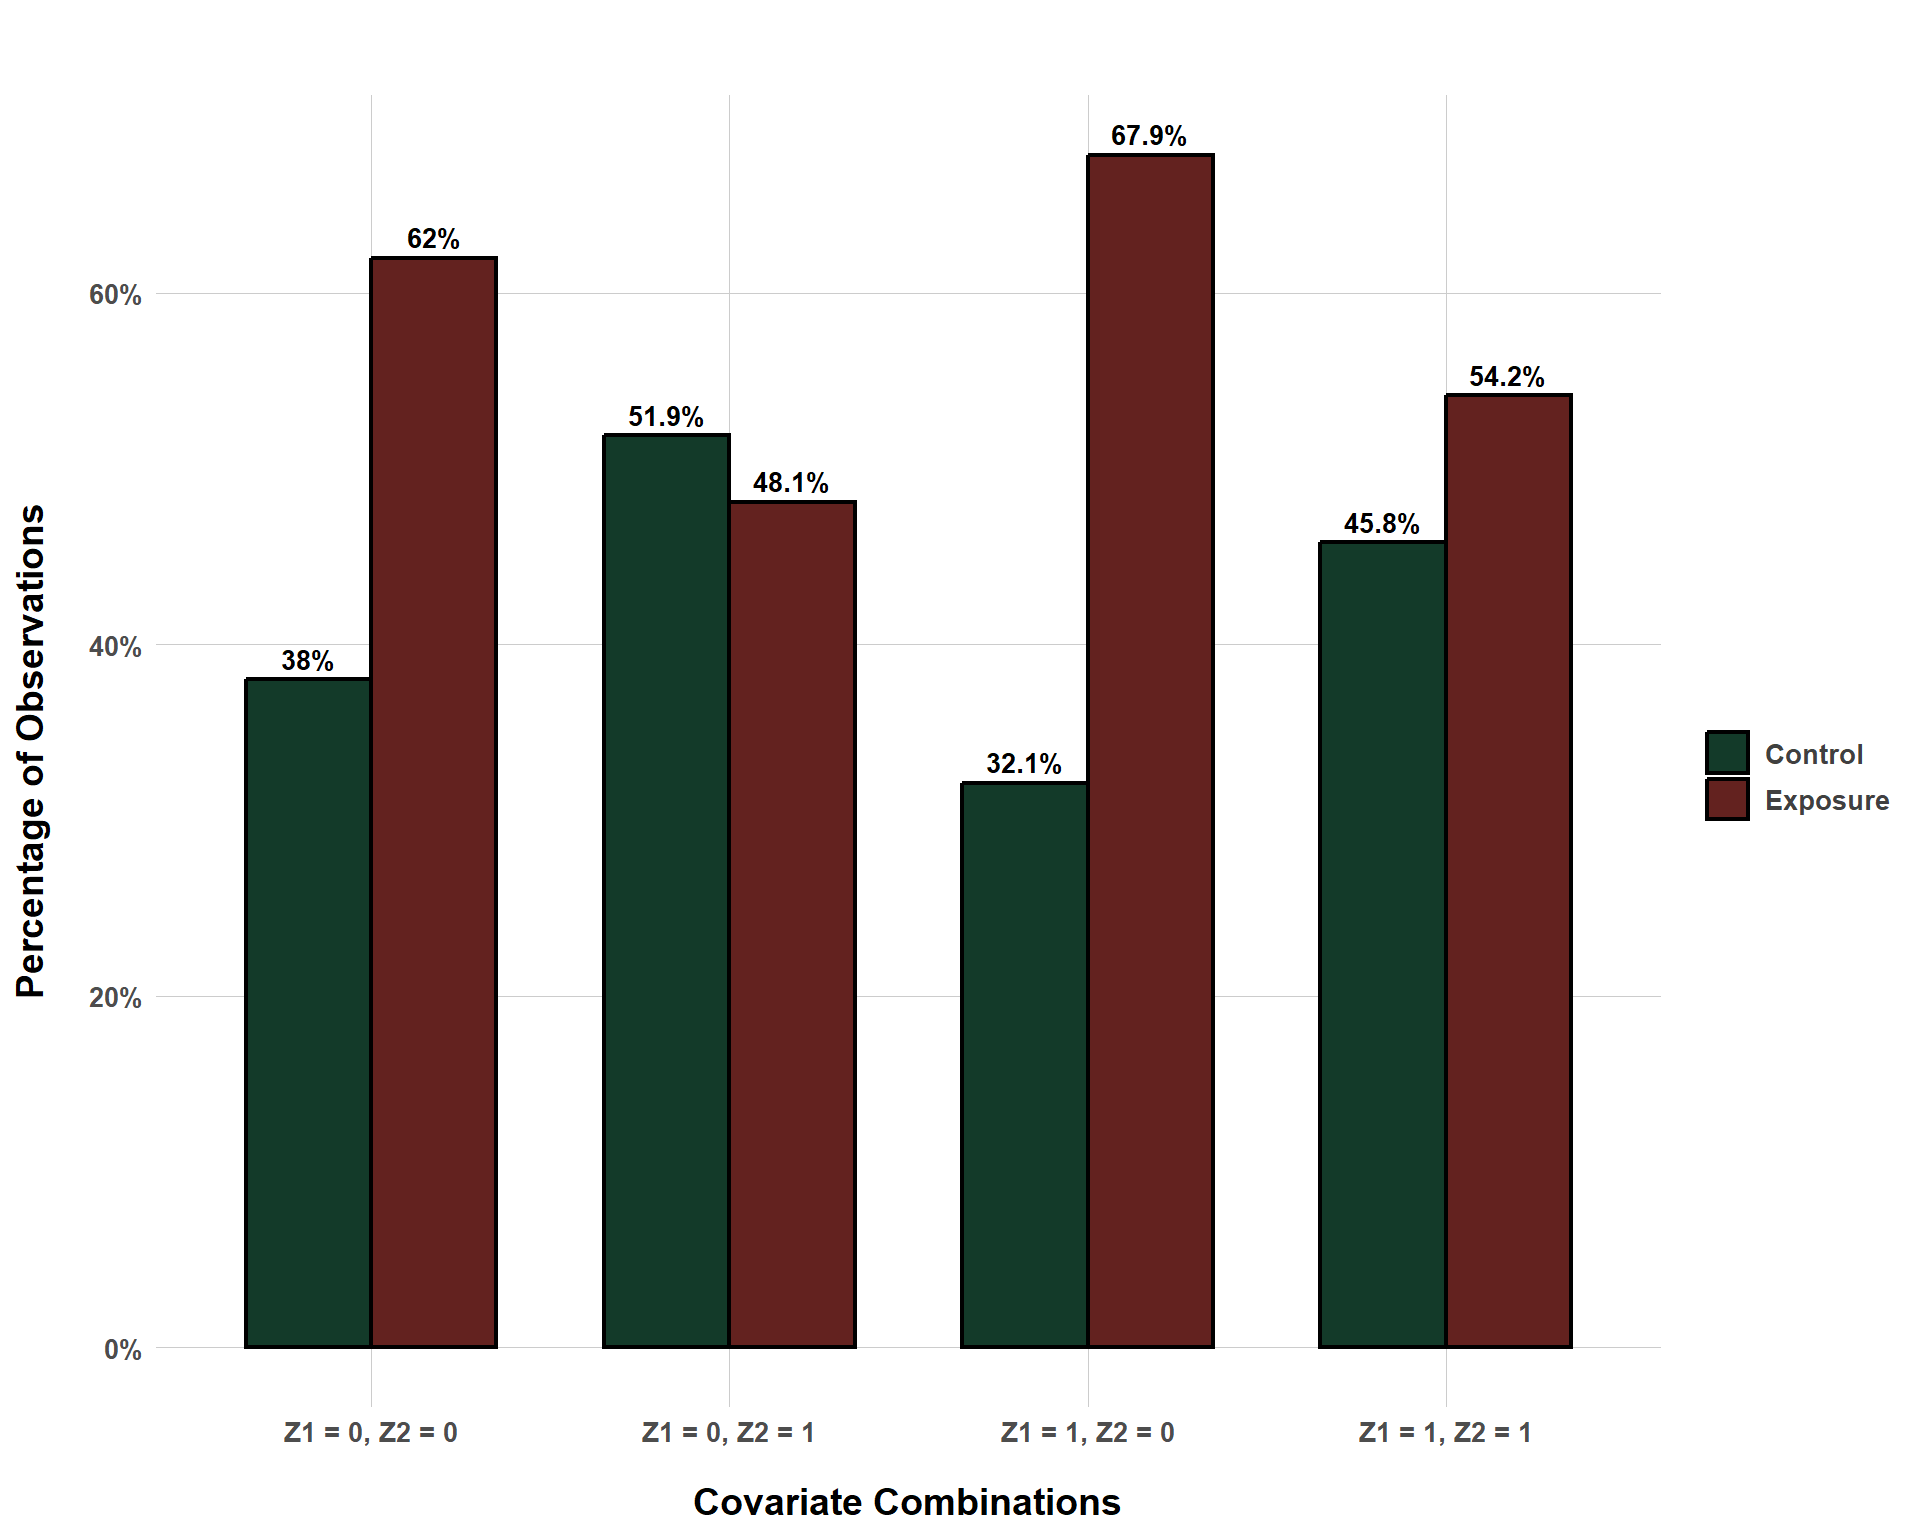 67.9%
62%
60%
54.2%
51.9%
48.1%
45.8%
40%
38%
32.1%
20%
0%
Percentage of Observations
Control
Exposure
Z1 = 0, Z2 = 0
Z1 = 0, Z2 = 1
Z1 = 1, Z2 = 0
Z1 = 1, Z2 = 1
Covariate Combinations